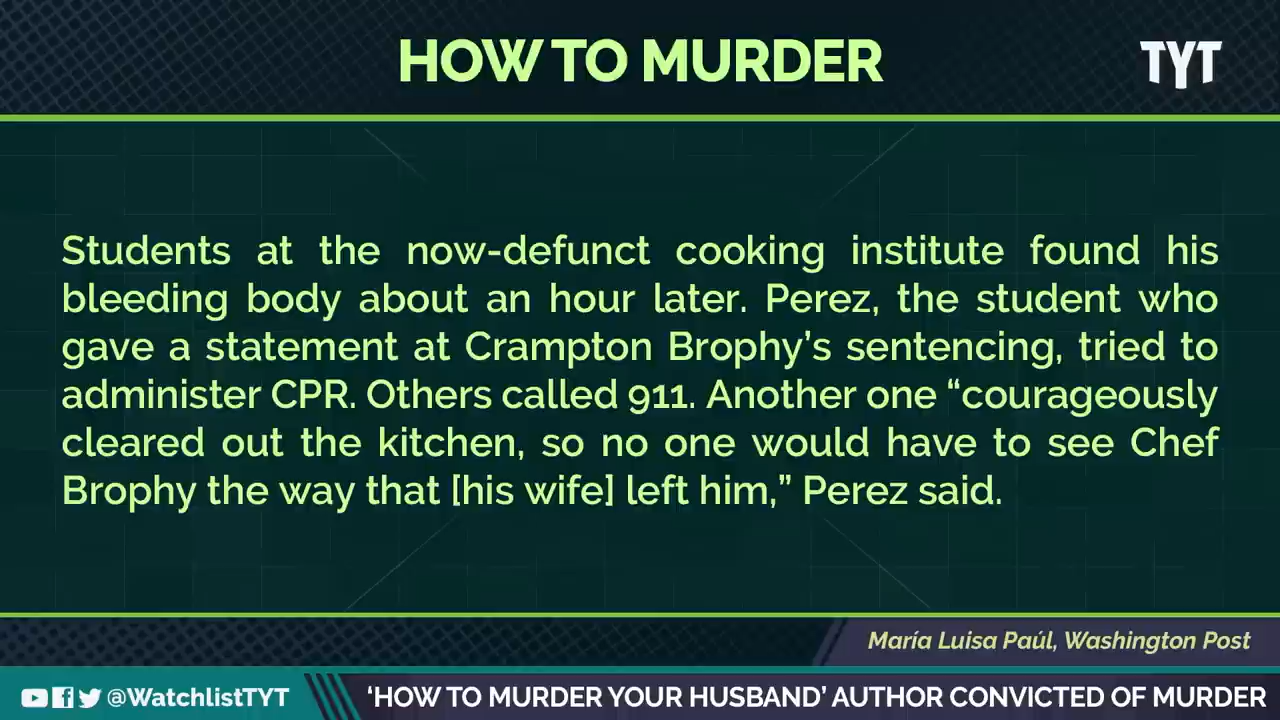 HOW TO MURDER
TYT
Students at the now-defunct cooking institute found his
bleeding body about an hour later. Perez, the student who
gave a statement at Crampton Brophy’s sentencing, tried to
administer CPR. Others called 911. Another one “courageously
cleared out the kitchen, so no one would have to see Chef
Brophy the way that [his wife] left him,” Perez said.
María Luisa Paúl, Washington Post
@WatchlistTYT
‘HOW TO MURDER YOUR HUSBAND’ AUTHOR CONVICTED OF MURDER